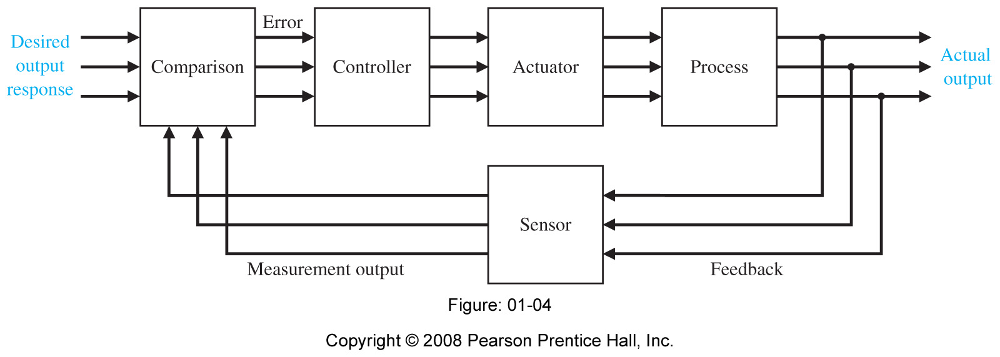 Desired
output
response
Comparison
Error
Controller
Actuator
Process
Actual
output
Sensor
Measurement output
Feedback
Figure: 01-04
Copyright © 2008 Pearson Prentice Hall, Inc.